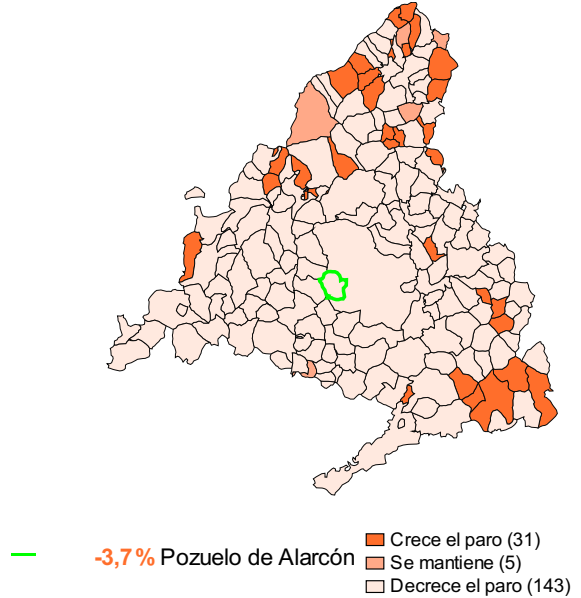 -3,7% Pozuelo de Alarcón
Crece el paro (31)
Se mantiene (5)
Decrece el paro (143)